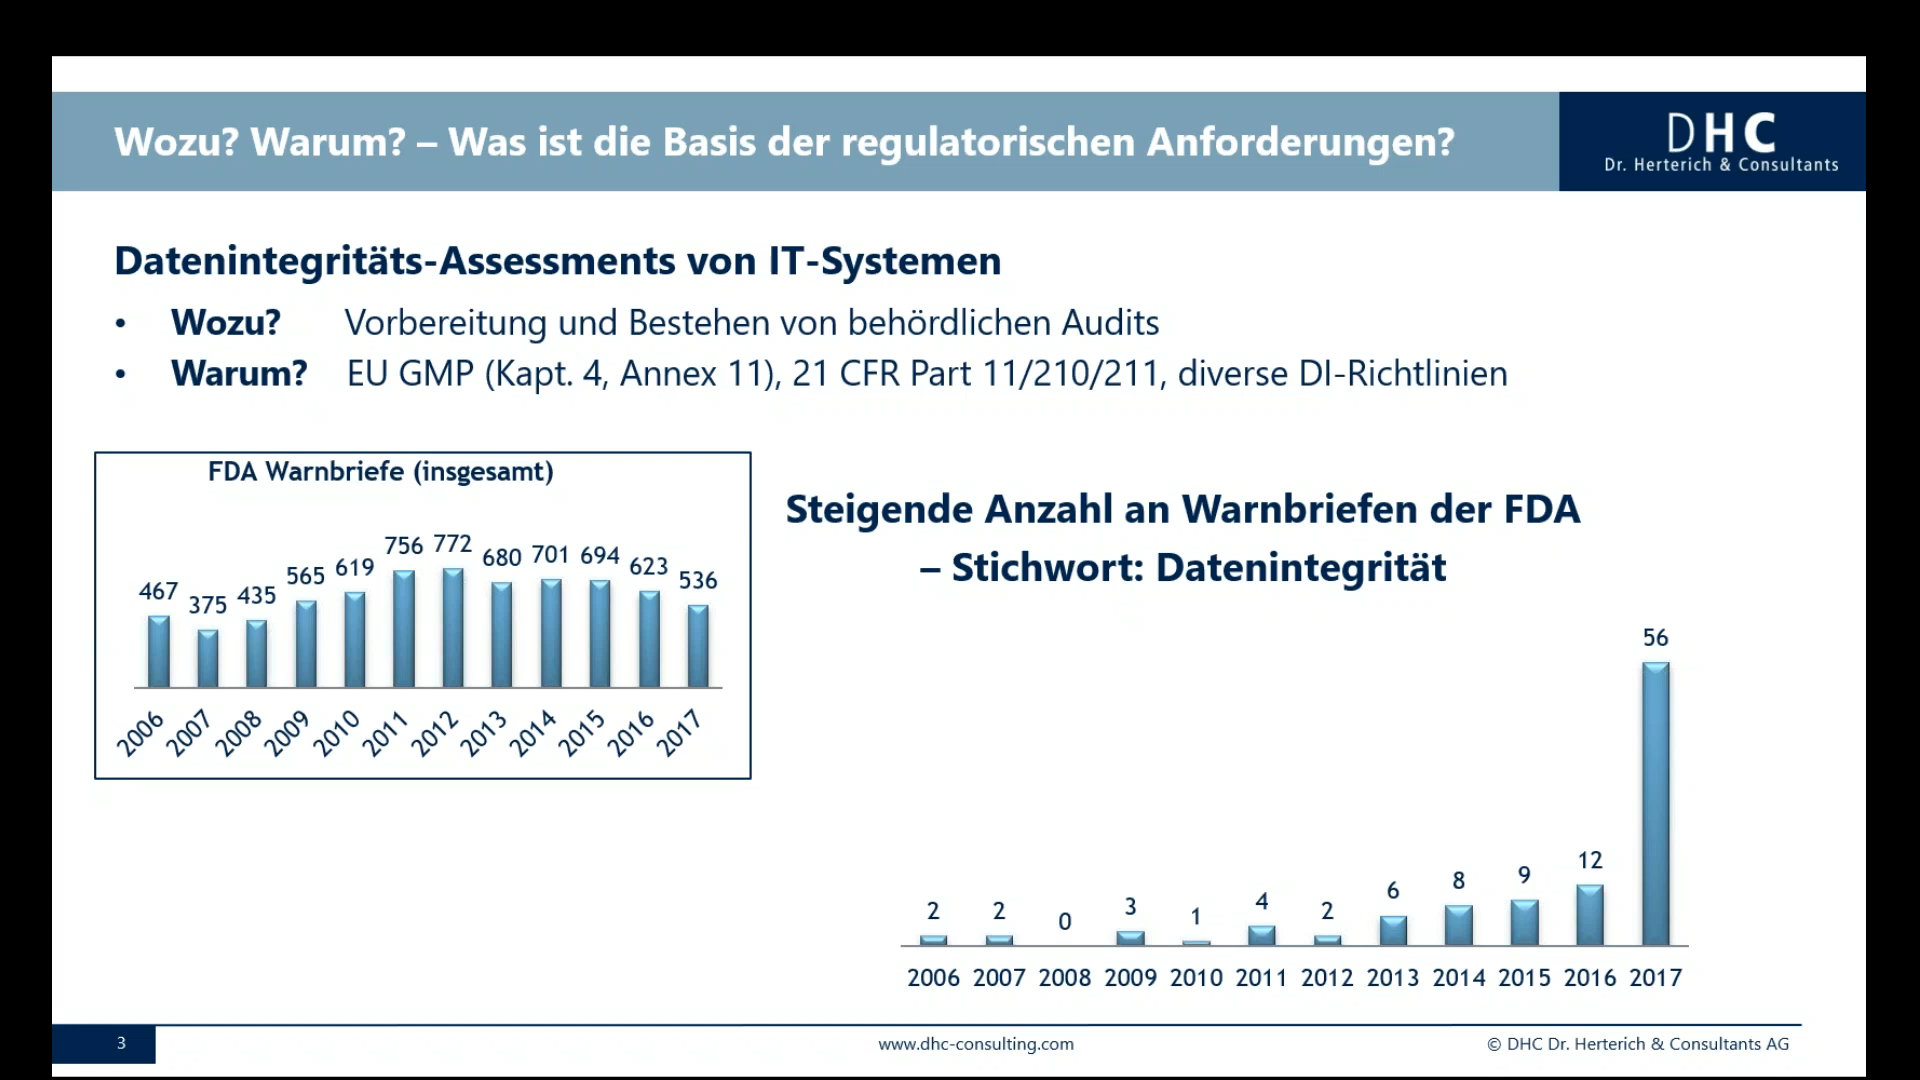 Wozu? Warum? – Was ist die Basis der regulatorischen Anforderungen?
DHC
Dr. Herterich & Consultants
Datenintegritäts-Assessments von IT-Systemen
• Wozu? Vorbereitung und Bestehen von behördlichen Audits
• Warum? EU GMP (Kapt. 4, Annex 11), 21 CFR Part 11/210/211, diverse DI-Richtlinien
FDA Warnbriefe (insgesamt)
467 375 435 565 619 756 772 680 701 694 623 536
2006 2007 2008 2009 2010 2011 2012 2013 2014 2015 2016 2017
Steigende Anzahl an Warnbriefen der FDA
– Stichwort: Datenintegrität
2 2 0 3 1 4 2 6 8 9 12 56
2006 2007 2008 2009 2010 2011 2012 2013 2014 2015 2016 2017
3
www.dhc-consulting.com
© DHC Dr. Herterich & Consultants AG